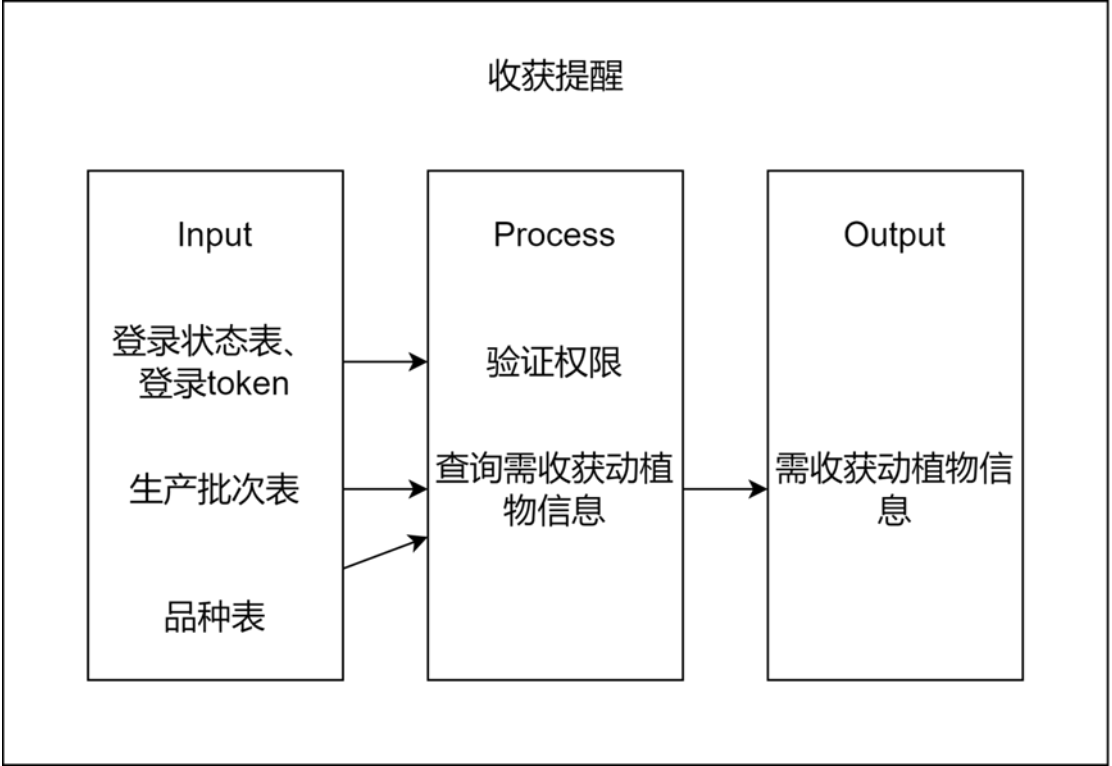 收获提醒
Input
登录状态表、
登录token
生产批次表
品种表
Process
验证权限
查询需收获动植
物信息
Output
需收获动植物信
息